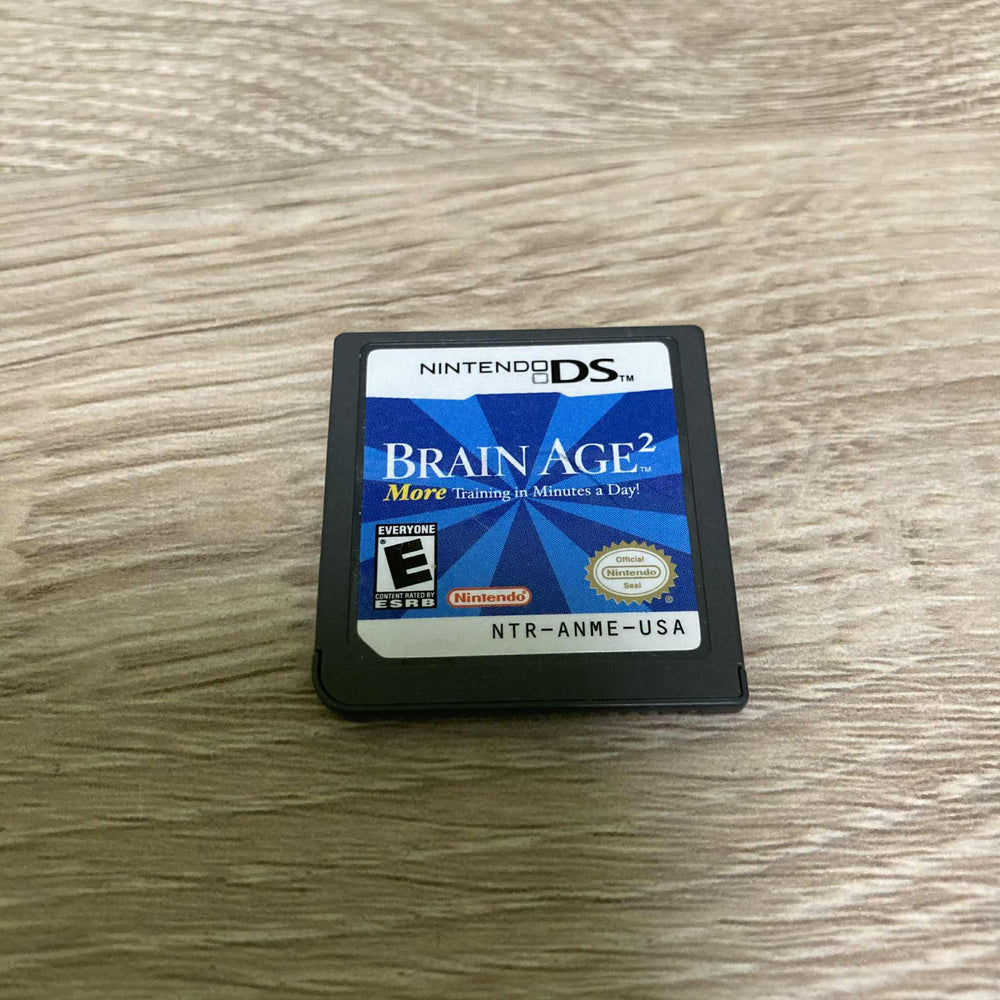 NINTENDO DS™
BRAIN AGE²™
More Training in Minutes a Day!
EVERYONE
E
®
CONTENT RATED BY
ESRB
Nintendo®
Official
Nintendo
Seal
®
NTR-ANME-USA